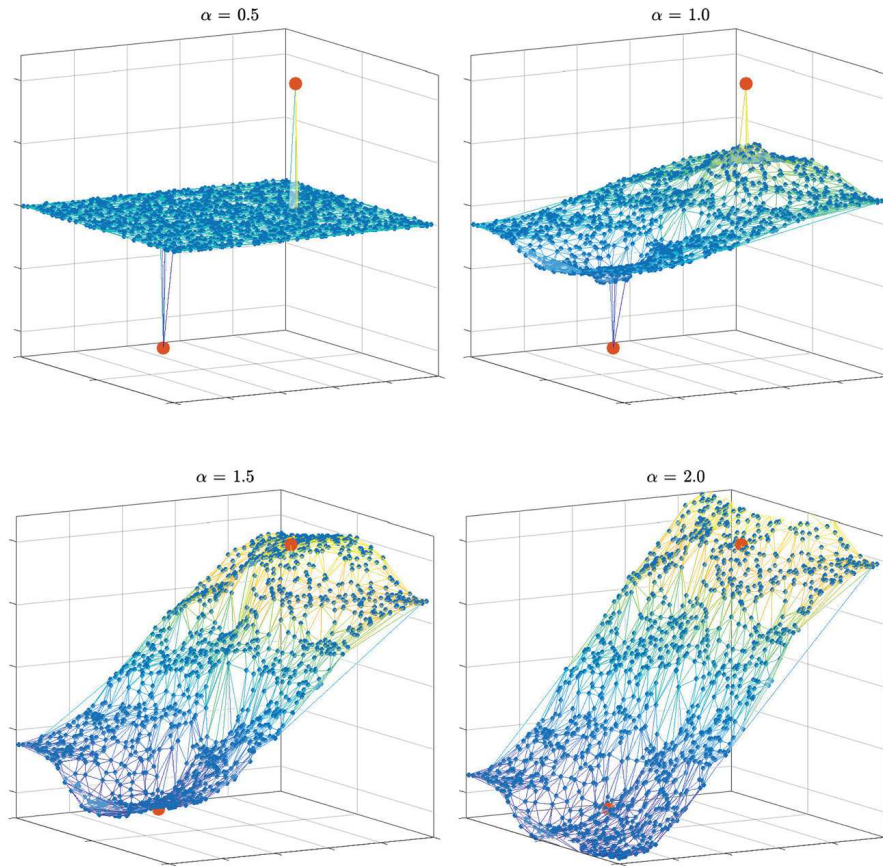 α = 0.5
α = 1.0
α = 1.5
α = 2.0